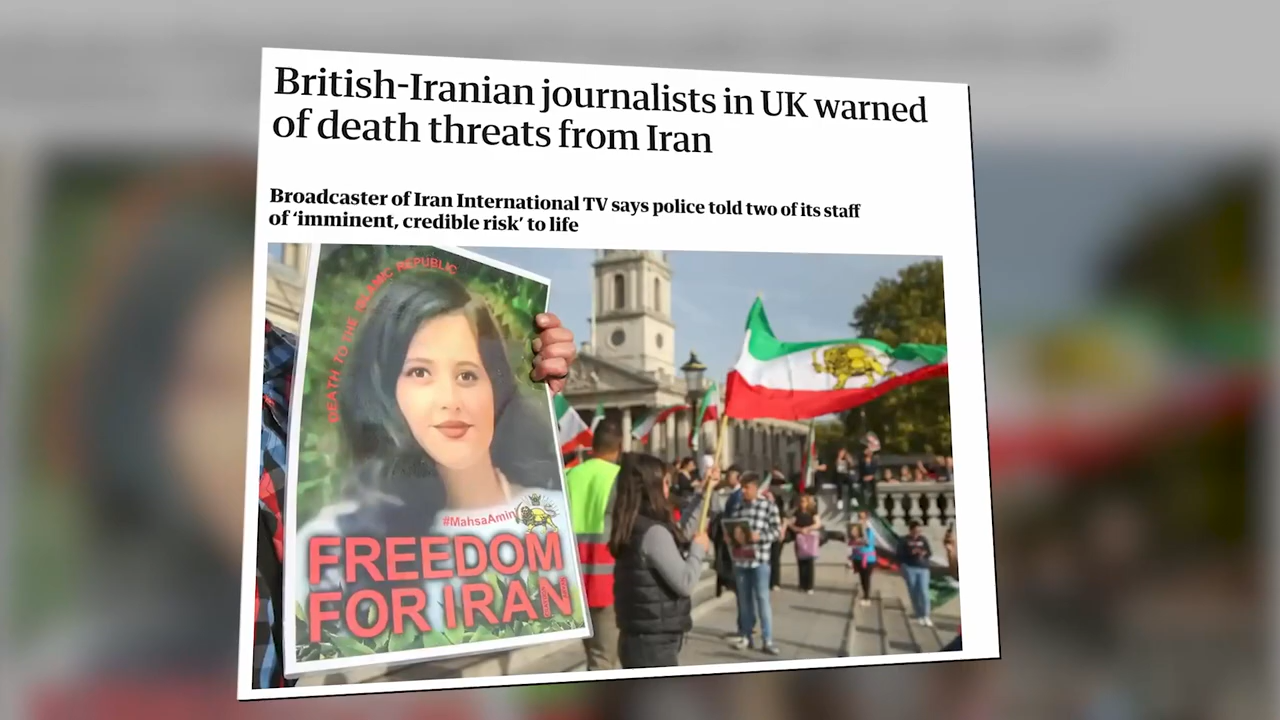 British-Iranian journalists in UK warned
of death threats from Iran
Broadcaster of Iran International TV says police told two of its staff
of ‘imminent, credible risk’ to life
DEATH TO THE ISLAMIC REPUBLIC
#MahsaAmini
FREEDOM
FOR IRAN